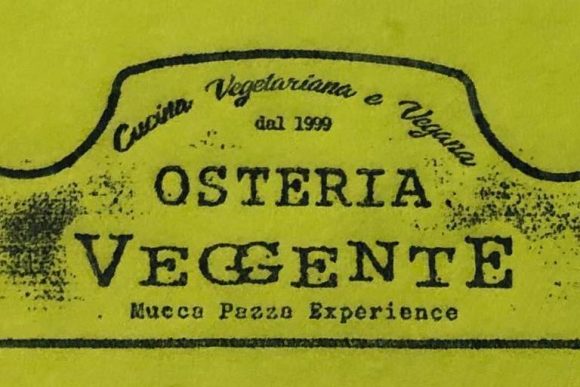 Cucina Vegetariana e Vegana
dal 1999
OSTERIA
VEGGENTE
Mucca Pazza Experience